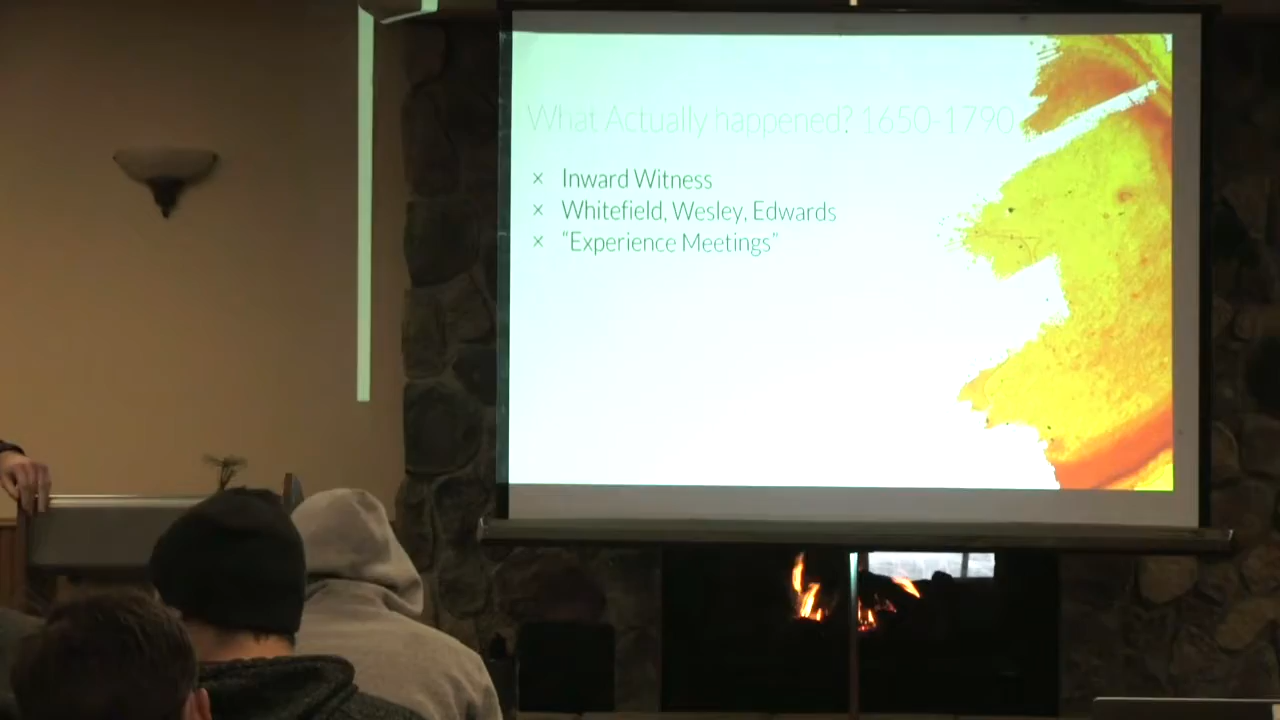 What Actually happened? 1650-1790
× Inward Witness
× Whitefield, Wesley, Edwards
× “Experience Meetings”